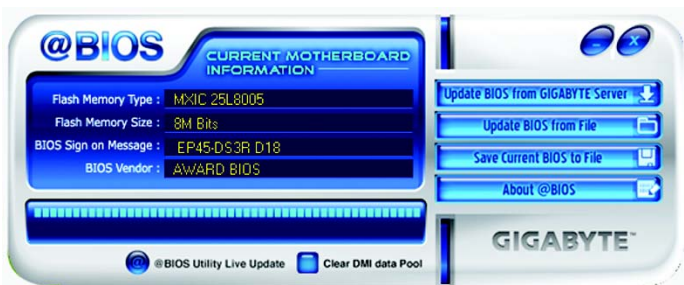 @BIOS
CURRENT MOTHERBOARD
INFORMATION
Flash Memory Type : MXIC 25L8005
Flash Memory Size : 8M Bits
BIOS Sign on Message : EP45-DS3R D18
BIOS Vendor : AWARD BIOS
@BIOS Utility Live Update Clear DMI data Pool
- X
Update BIOS from GIGABYTE Server
Update BIOS from File
Save Current BIOS to File
About @BIOS
GIGABYTE™